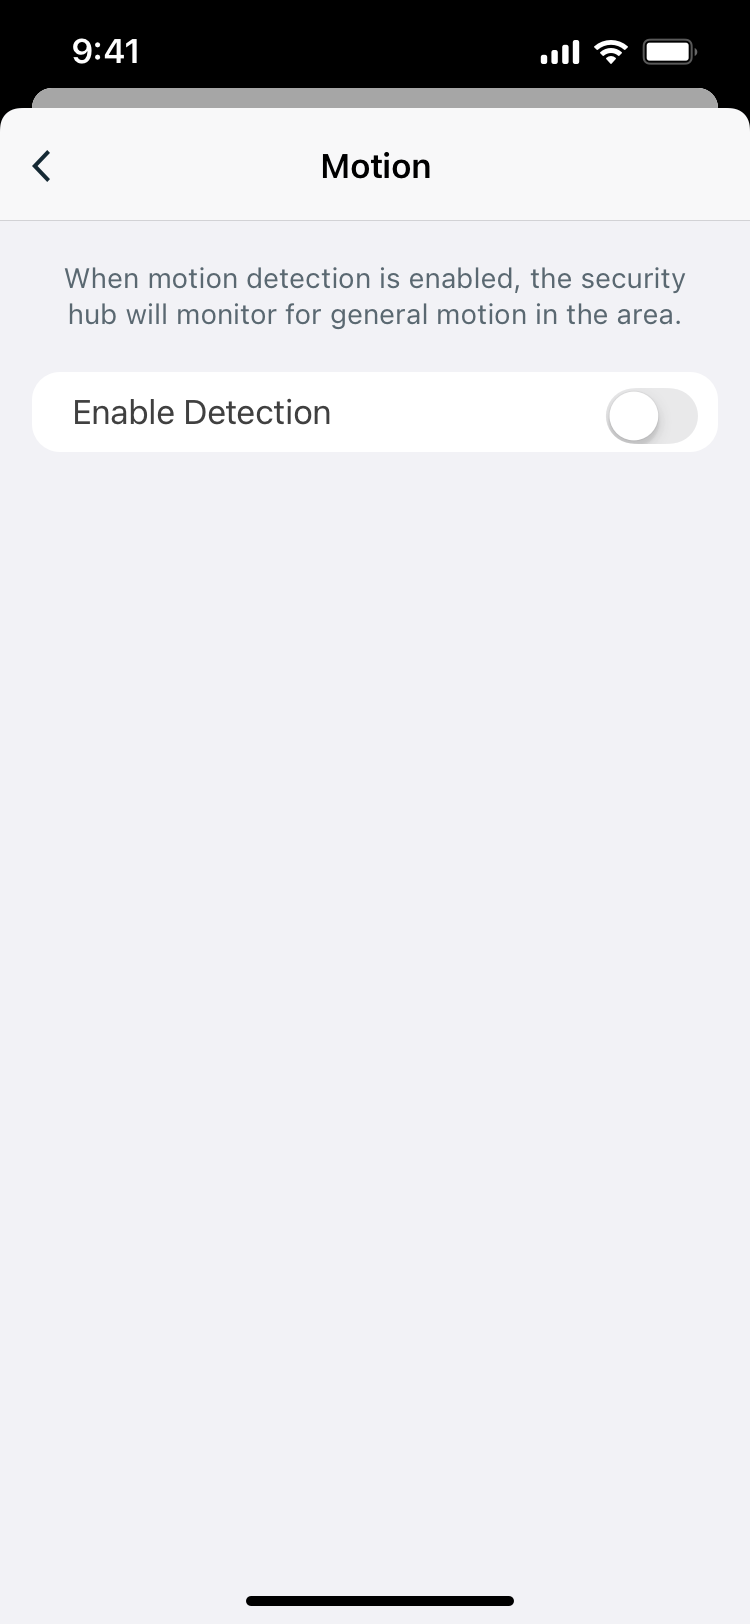 9:41
Motion
When motion detection is enabled, the security
hub will monitor for general motion in the area.
Enable Detection